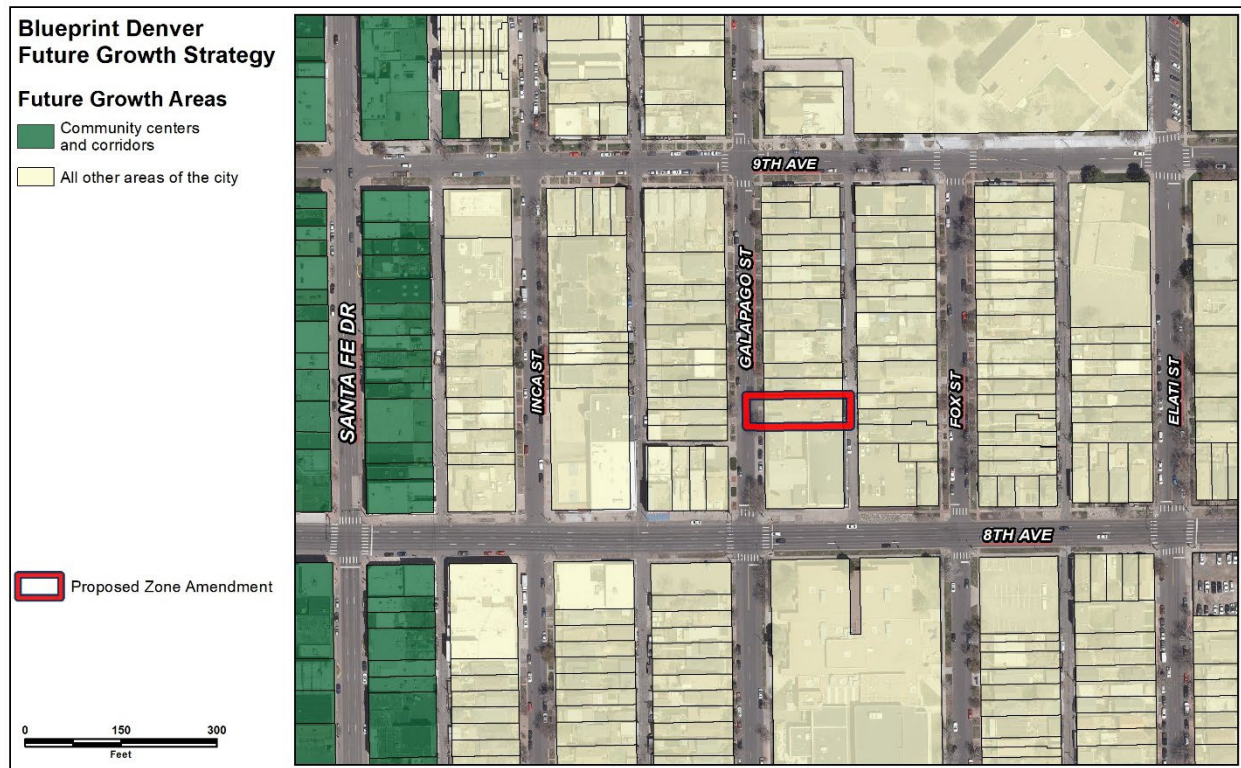 Blueprint Denver
Future Growth Strategy
Future Growth Areas
Community centers
and corridors
All other areas of the city
9TH AVE
SANTA FE DR
INCA ST
GALAPAGO ST
FOX ST
ELATI ST
8TH AVE
Proposed Zone Amendment
0 150 300
Feet